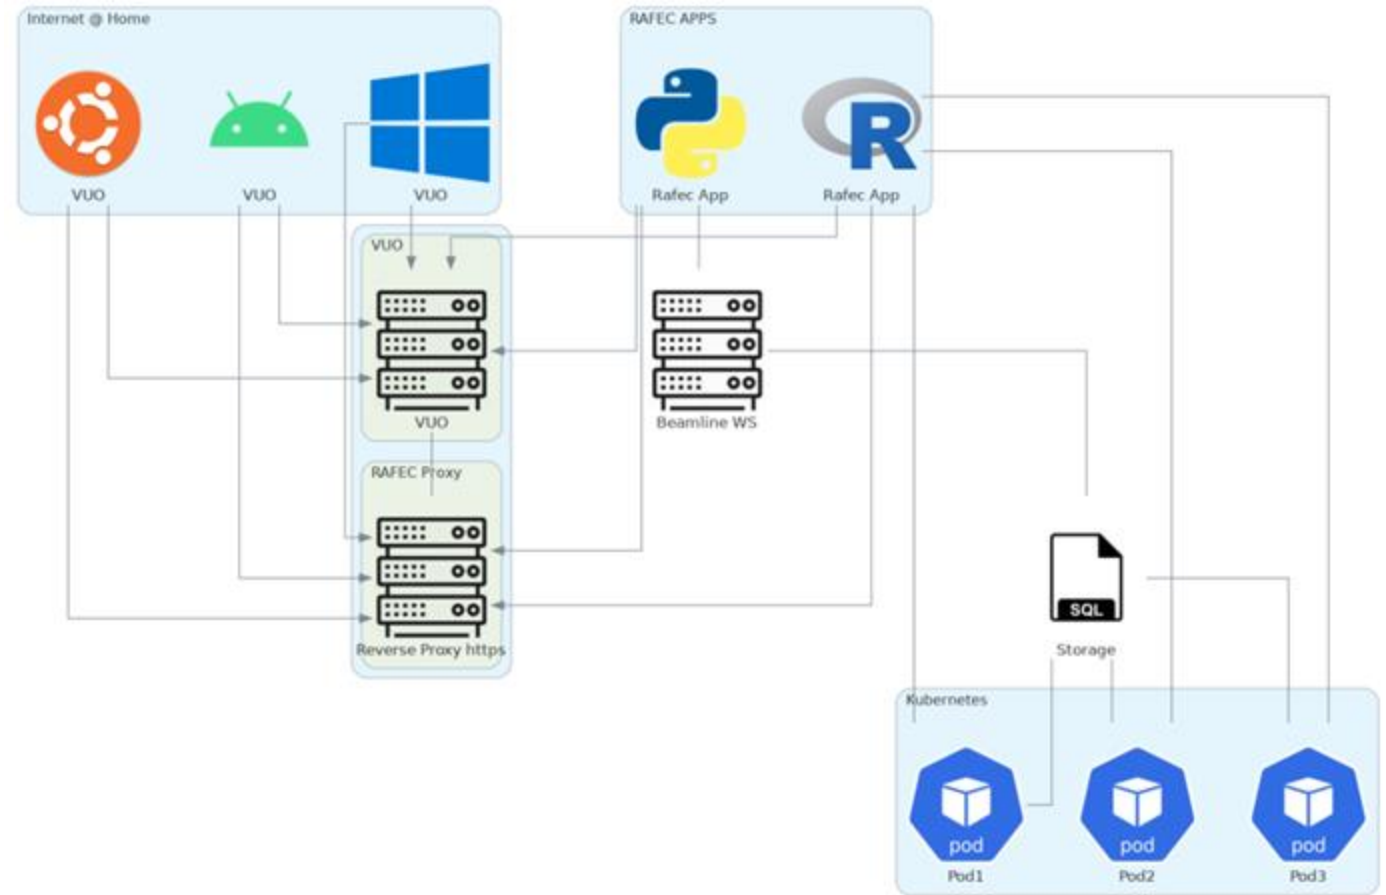 Internet @ Home
RAFEC APPS
VUO
VUO
VUO
Rafec App
R
Rafec App
VUO
VUO
Beamline WS
RAFEC Proxy
Reverse Proxy https
SQL
Storage
Kubernetes
pod
pod
pod
Pod1
Pod2
Pod3